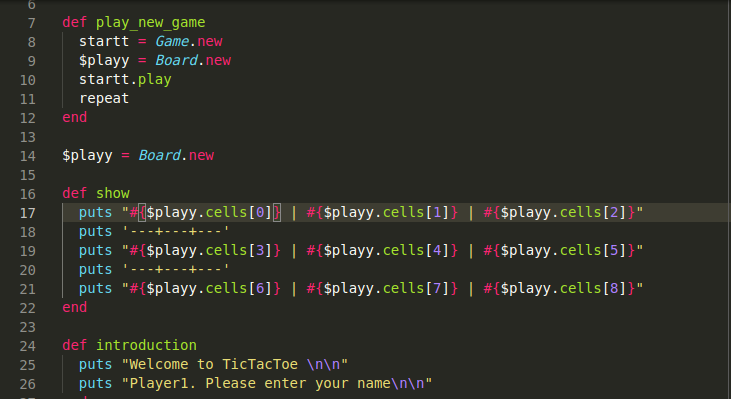 6
7 def play_new_game
8   startt = Game.new
9   $playy = Board.new
10   startt.play
11   repeat
12 end
13
14 $playy = Board.new
15
16 def show
17   puts "#{$playy.cells[0]} | #{$playy.cells[1]} | #{$playy.cells[2]}"
18   puts '---+---+---'
19   puts "#{$playy.cells[3]} | #{$playy.cells[4]} | #{$playy.cells[5]}"
20   puts '---+---+---'
21   puts "#{$playy.cells[6]} | #{$playy.cells[7]} | #{$playy.cells[8]}"
22 end
23
24 def introduction
25   puts "Welcome to TicTacToe \n\n"
26   puts "Player1. Please enter your name\n\n"